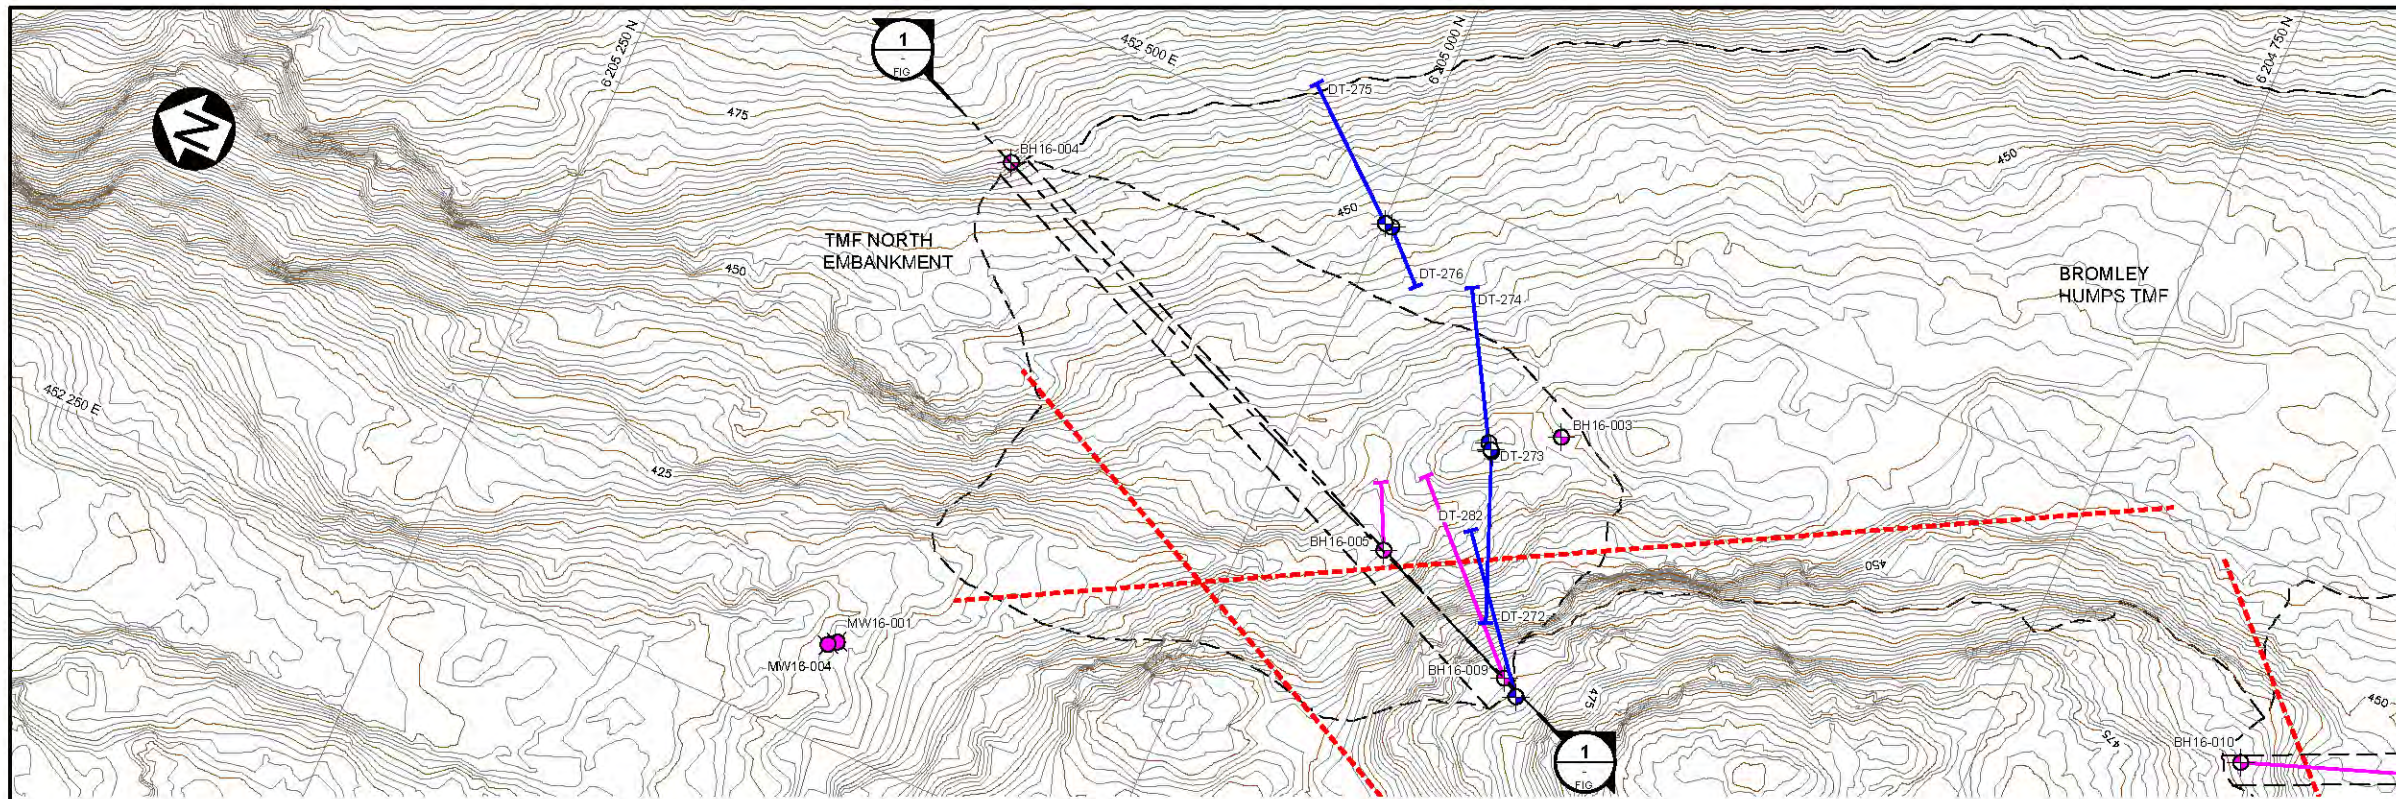 1
-
FIG
452 500 E
6 205 250 N
6 205 000 N
6 204 750 N
N
475
DT-275
BH16-004
450
450
TMF NORTH
EMBANKMENT
450
DT-276
DT-274
BROMLEY
HUMPS TMF
452 250 E
BH16-003
DT-273
425
DT-282
BH16-005
450
DT-272
MW16-001
MW16-004
BH16-009
475
450
475
BH16-010
1
-
FIG